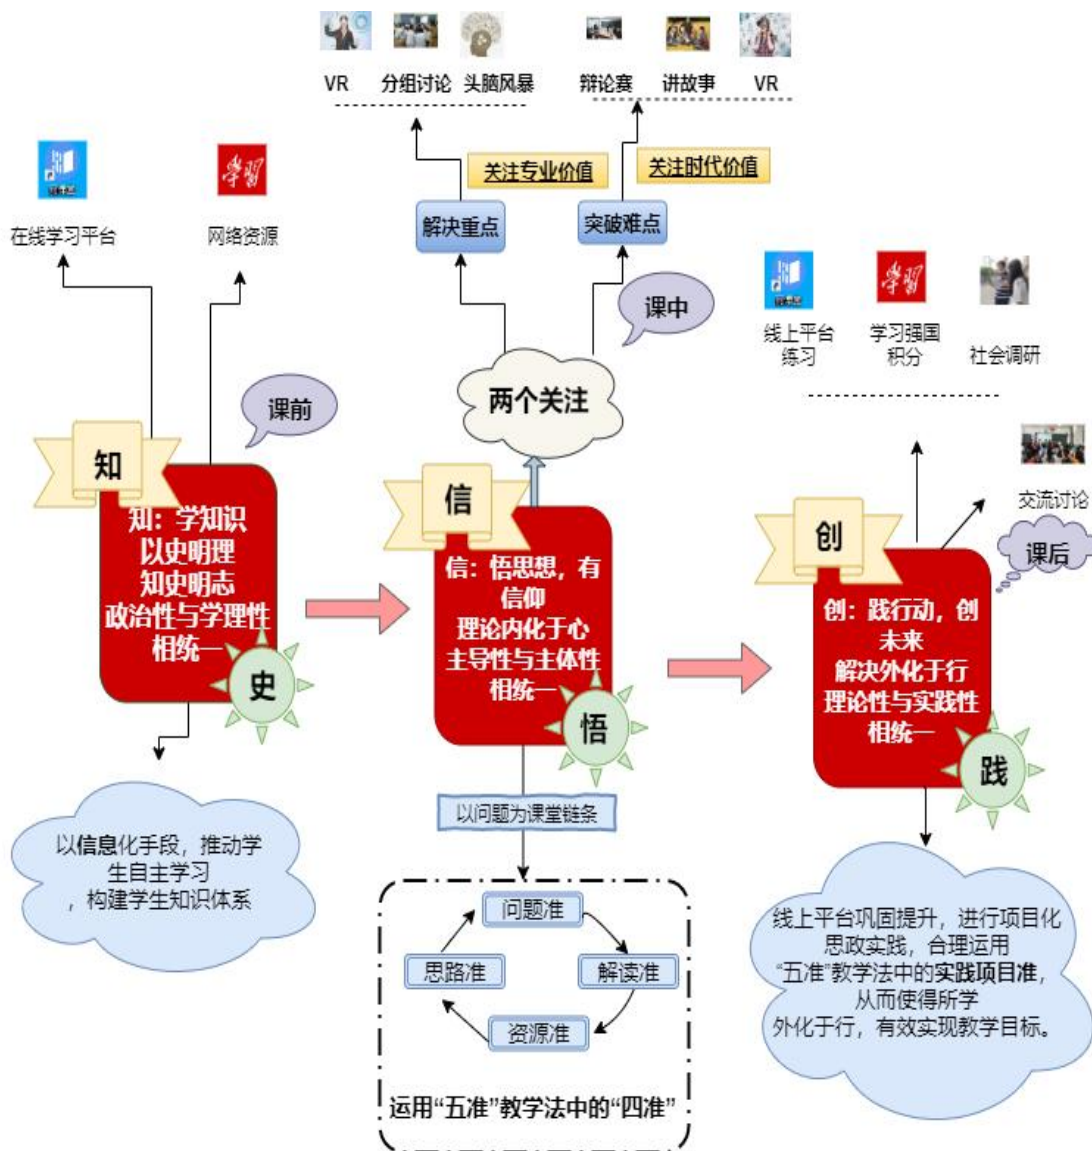 VR
分组讨论
头脑风暴
辩论赛
讲故事
VR
关注专业价值
关注时代价值
解决重点
突破难点
学习
在线学习平台
网络资源
课中
学习
线上平台
练习
学习强国
积分
社会调研
两个关注
课前
交流讨论
课后
知
知：学知识
以史明理
知史明志
政治性与学理性
相统一
史
信
信：悟思想，有
信仰
理论内化于心
主导性与主体性
相统一
悟
创
创：践行动，创
未来
解决外化于行
理论性与实践性
相统一
践
以信息化手段，推动学
生自主学习
，构建学生知识体系
以问题为课堂链条
问题准
思路准
解读准
资源准
运用“五准”教学法中的“四准”
线上平台巩固提升，进行项目化
思政实践，合理运用
“五准”教学法中的实践项目准，
从而使得所学
外化于行，有效实现教学目标。